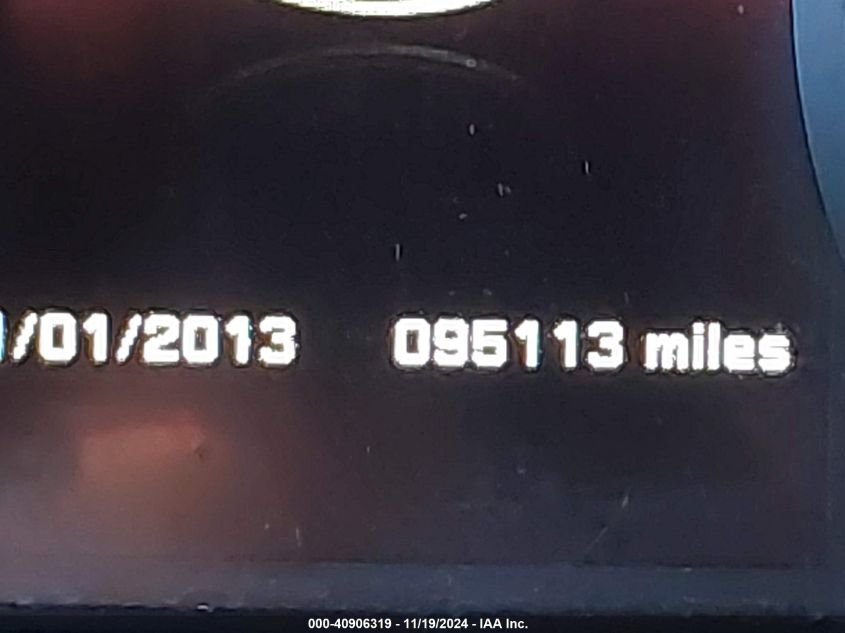 /01/2013 095113 miles
000-40906319 - 11/19/2024 - IAA Inc.